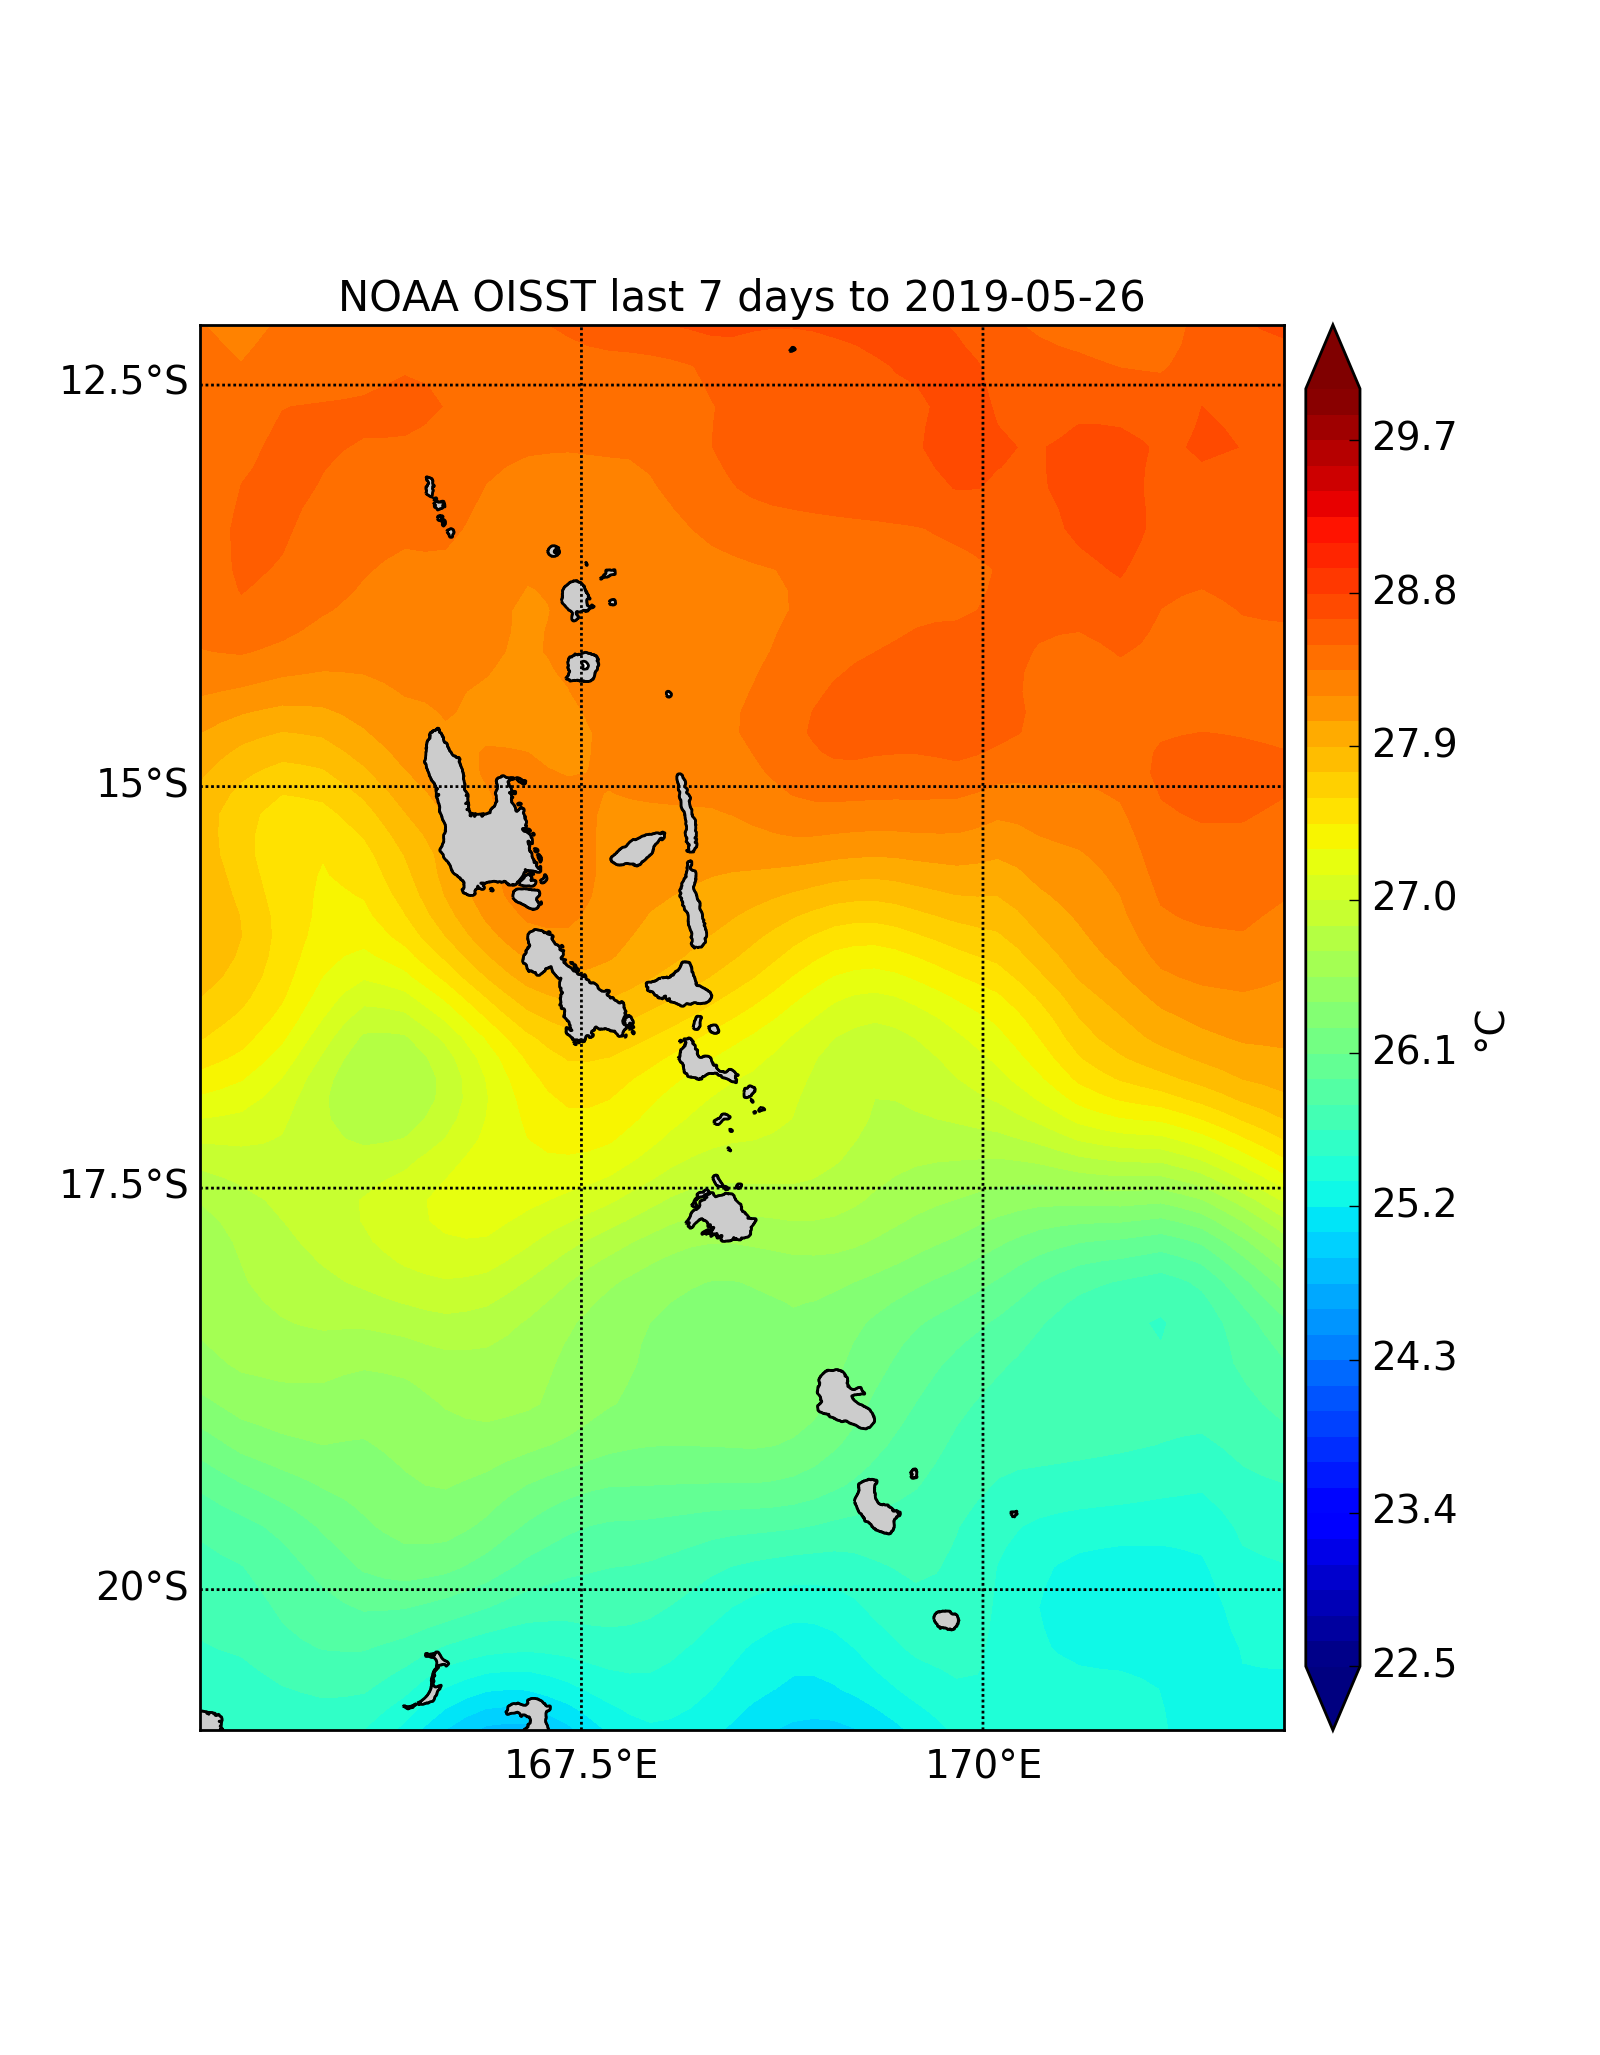 NOAA OISST last 7 days to 2019-05-26
12.5°S
15°S
17.5°S
20°S
167.5°E
170°E
29.7
28.8
27.9
27.0
26.1
25.2
24.3
23.4
22.5
°C